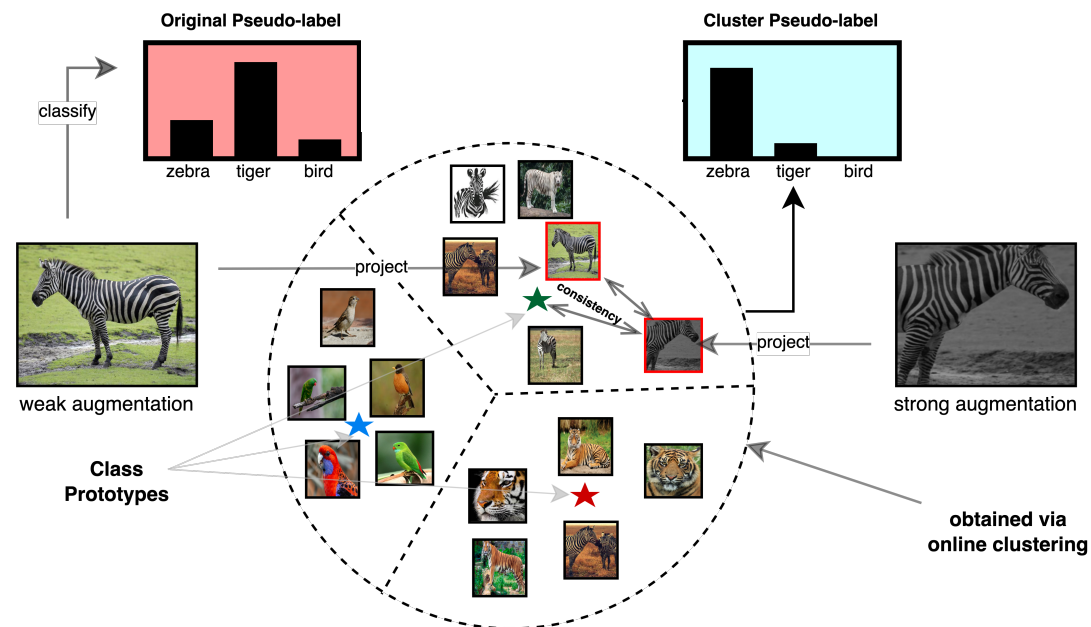 Original Pseudo-label
Cluster Pseudo-label
classify
zebra tiger bird
zebra tiger bird
project
consistency
project
weak augmentation
strong augmentation
Class
Prototypes
obtained via
online clustering